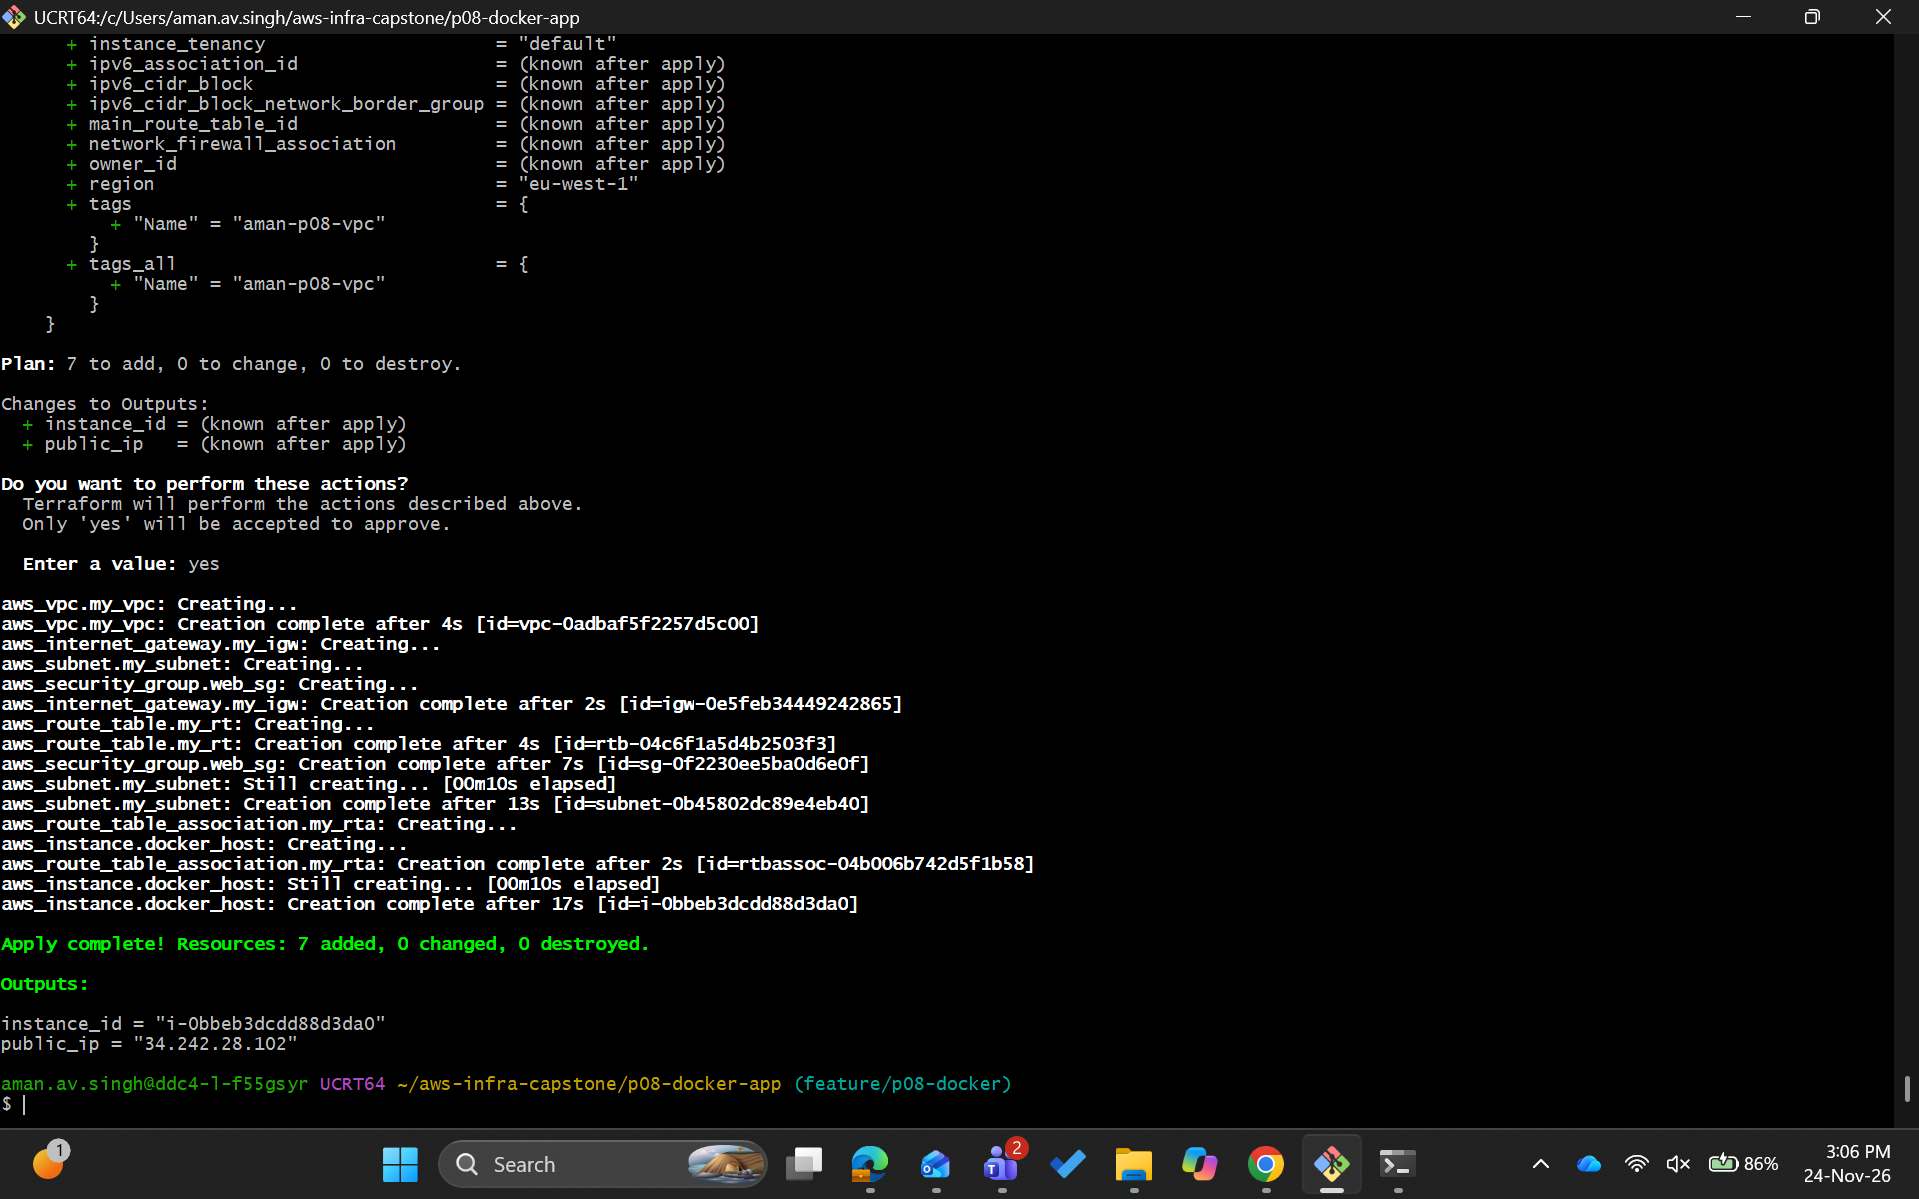 UCRT64:/c/Users/aman.av.singh/aws-infra-capstone/p08-docker-app
+ instance_tenancy = "default"
+ ipv6_association_id = (known after apply)
+ ipv6_cidr_block = (known after apply)
+ ipv6_cidr_block_network_border_group = (known after apply)
+ main_route_table_id = (known after apply)
+ network_firewall_association = (known after apply)
+ owner_id = (known after apply)
+ region = "eu-west-1"
+ tags = {
+ "Name" = "aman-p08-vpc"
}
+ tags_all = {
+ "Name" = "aman-p08-vpc"
}
}
Plan: 7 to add, 0 to change, 0 to destroy.
Changes to Outputs:
+ instance_id = (known after apply)
+ public_ip = (known after apply)
Do you want to perform these actions?
Terraform will perform the actions described above.
Only 'yes' will be accepted to approve.
Enter a value: yes
aws_vpc.my_vpc: Creating...
aws_vpc.my_vpc: Creation complete after 4s [id=vpc-0adbaf5f2257d5c00]
aws_internet_gateway.my_igw: Creating...
aws_subnet.my_subnet: Creating...
aws_security_group.web_sg: Creating...
aws_internet_gateway.my_igw: Creation complete after 2s [id=igw-0e5feb34449242865]
aws_route_table.my_rt: Creating...
aws_route_table.my_rt: Creation complete after 4s [id=rtb-04c6f1a5d4b2503f3]
aws_security_group.web_sg: Creation complete after 7s [id=sg-0f2230ee5ba0d6e0f]
aws_subnet.my_subnet: Still creating... [00m10s elapsed]
aws_subnet.my_subnet: Creation complete after 13s [id=subnet-0b45802dc89e4eb40]
aws_route_table_association.my_rta: Creating...
aws_instance.docker_host: Creating...
aws_route_table_association.my_rta: Creation complete after 2s [id=rtbassoc-04b006b742d5f1b58]
aws_instance.docker_host: Still creating... [00m10s elapsed]
aws_instance.docker_host: Creation complete after 17s [id=i-0bbeb3dcdd88d3da0]
Apply complete! Resources: 7 added, 0 changed, 0 destroyed.
Outputs:
instance_id = "i-0bbeb3dcdd88d3da0"
public_ip = "34.242.28.102"
aman.av.singh@ddc4-l-f55gsyr UCRT64 ~/aws-infra-capstone/p08-docker-app (feature/p08-docker)
$
1
Search
2
86%
3:06 PM
24-Nov-26